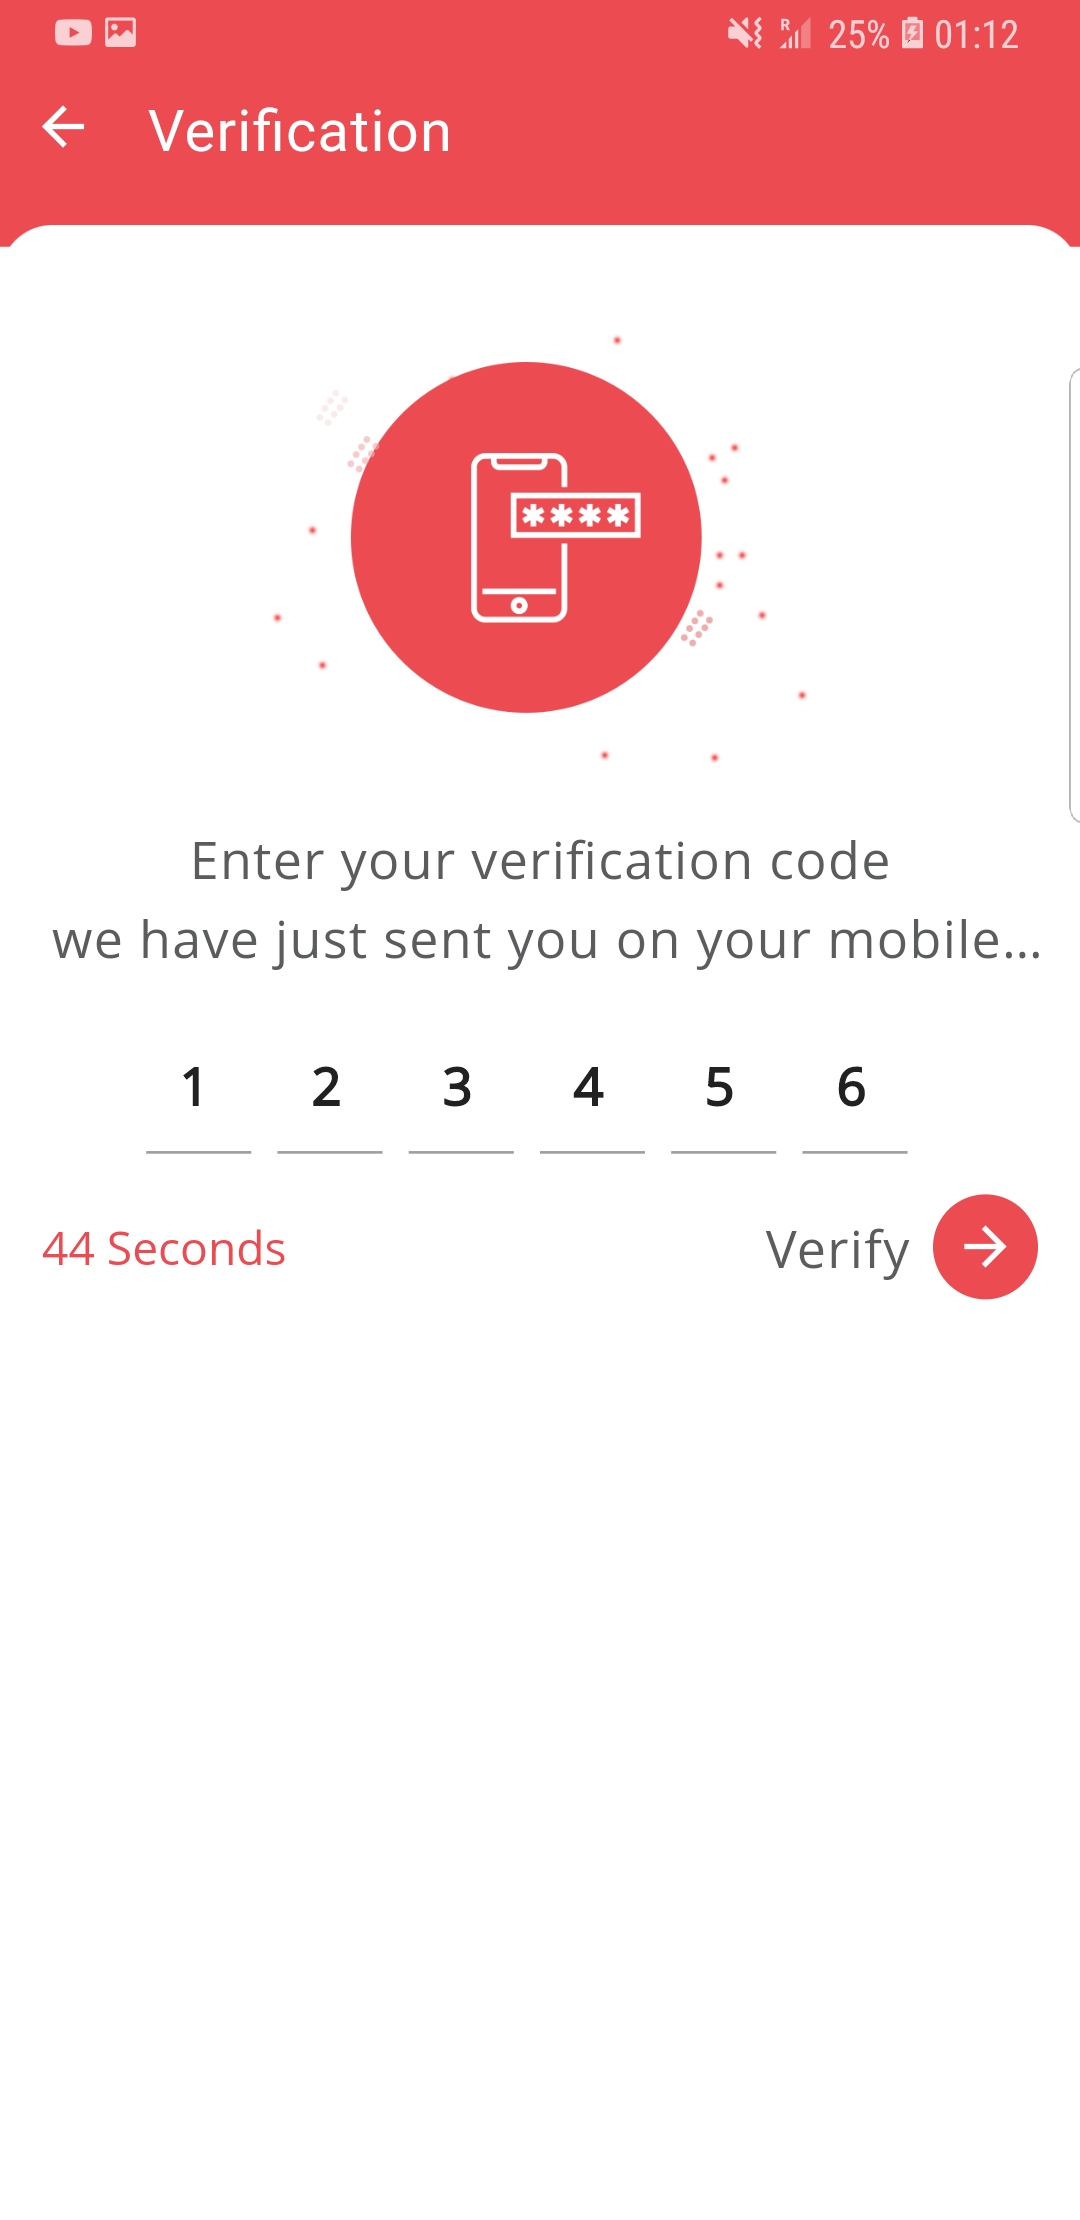 R 25% 01:12
Verification
****
Enter your verification code
we have just sent you on your mobile...
1 2 3 4 5 6
44 Seconds Verify